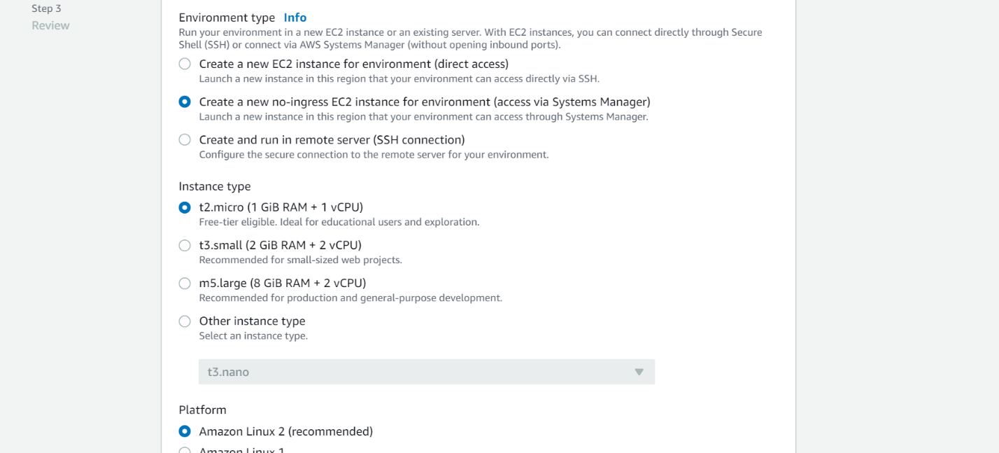 Step 3
Review
Environment type Info
Run your environment in a new EC2 instance or an existing server. With EC2 instances, you can connect directly through Secure
Shell (SSH) or connect via AWS Systems Manager (without opening inbound ports).
Create a new EC2 instance for environment (direct access)
Launch a new instance in this region that your environment can access directly via SSH.
Create a new no-ingress EC2 instance for environment (access via Systems Manager)
Launch a new instance in this region that your environment can access through Systems Manager.
Create and run in remote server (SSH connection)
Configure the secure connection to the remote server for your environment.
Instance type
t2.micro (1 GiB RAM + 1 vCPU)
Free-tier eligible. Ideal for educational users and exploration.
t3.small (2 GiB RAM + 2 vCPU)
Recommended for small-sized web projects.
m5.large (8 GiB RAM + 2 vCPU)
Recommended for production and general-purpose development.
Other instance type
Select an instance type.
t3.nano
Platform
Amazon Linux 2 (recommended)
Amazon Linux 1